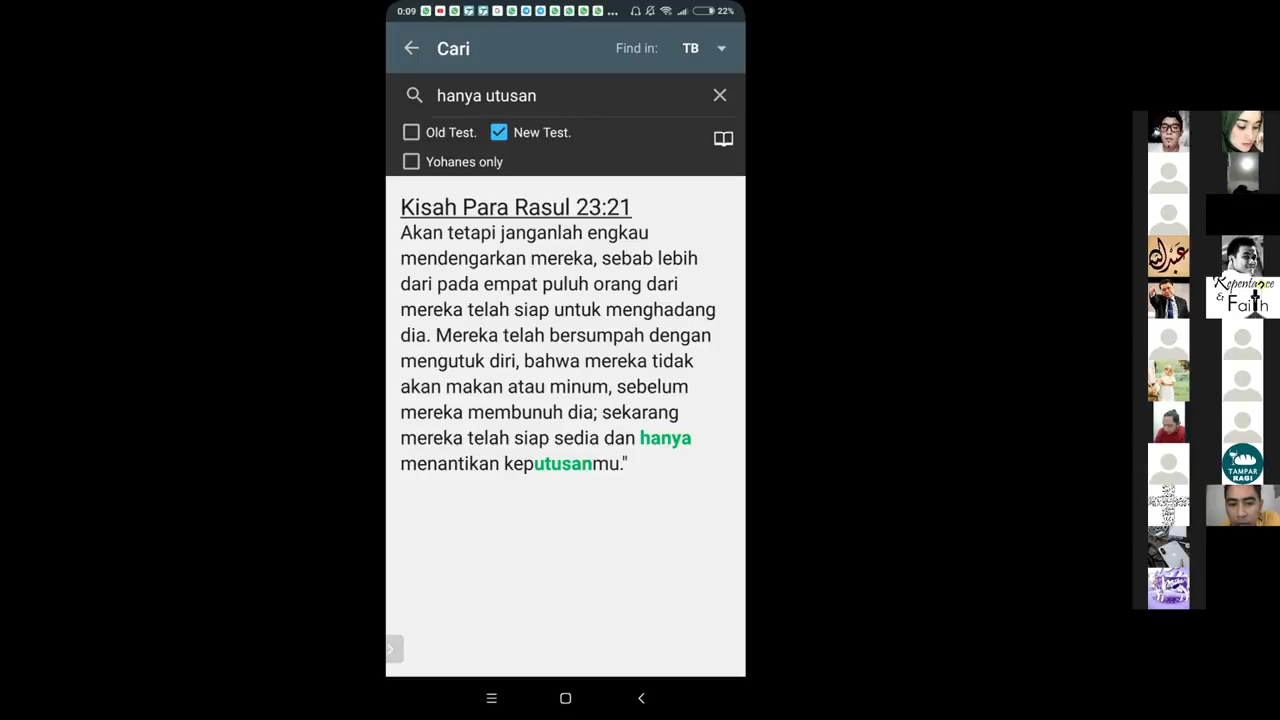 0:09
22%
Cari
Find in:
TB
hanya utusan
Old Test.
New Test.
Yohanes only
Kisah Para Rasul 23:21
Akan tetapi janganlah engkau
mendengarkan mereka, sebab lebih
dari pada empat puluh orang dari
mereka telah siap untuk menghadang
dia. Mereka telah bersumpah dengan
mengutuk diri, bahwa mereka tidak
akan makan atau minum, sebelum
mereka membunuh dia; sekarang
mereka telah siap sedia dan hanya
menantikan keputusanmu."
Repentance
& Faith
TAMPAR
RAGI